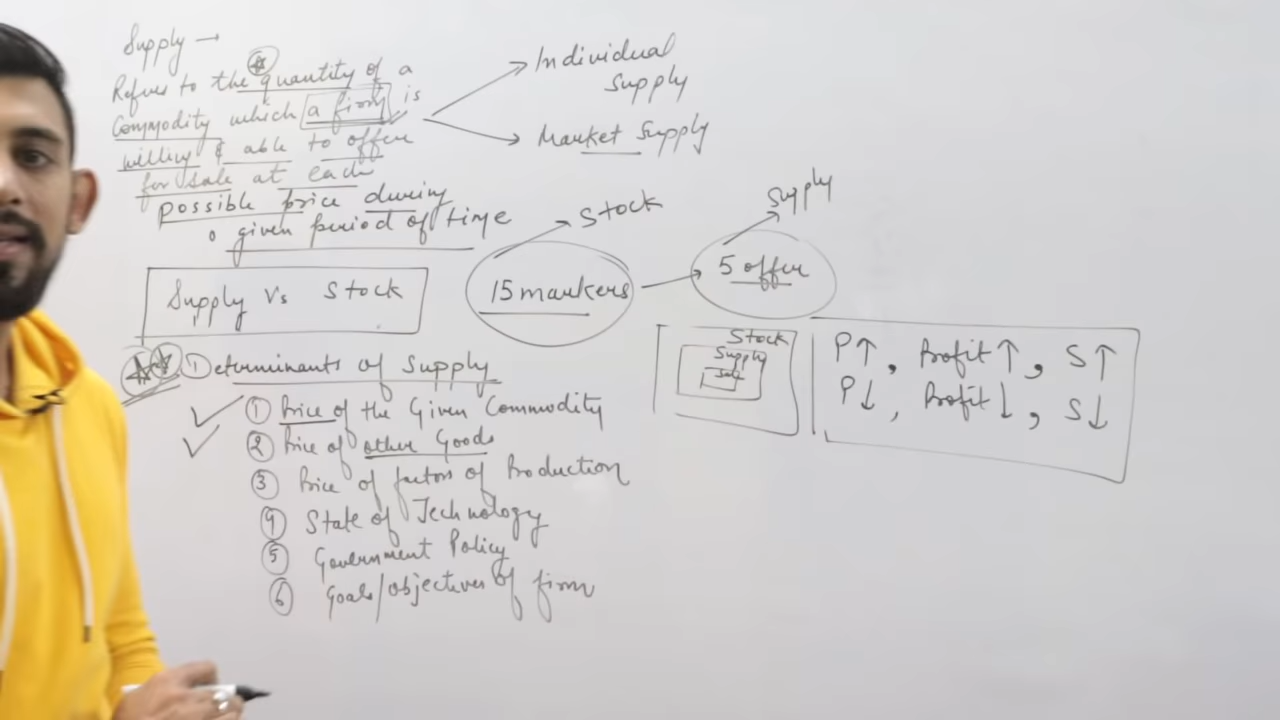 Supply →
Refers to the quantity of a
Commodity which a firm is
willing & able to offer
for sale at each
possible price during
given period of time
Individual
Supply
Market Supply
Stock
Supply
15 markers
5 offer
Supply Vs Stock
Stock
Supply
Sale
P↑, Profit↑, S↑
P↓, Profit↓, S↓
Determinants of Supply
① Price of the Given Commodity
② Price of other Goods
③ Price of factors of Production
④ State of Technology
⑤ Government Policy
⑥ Goals/objectives of firm